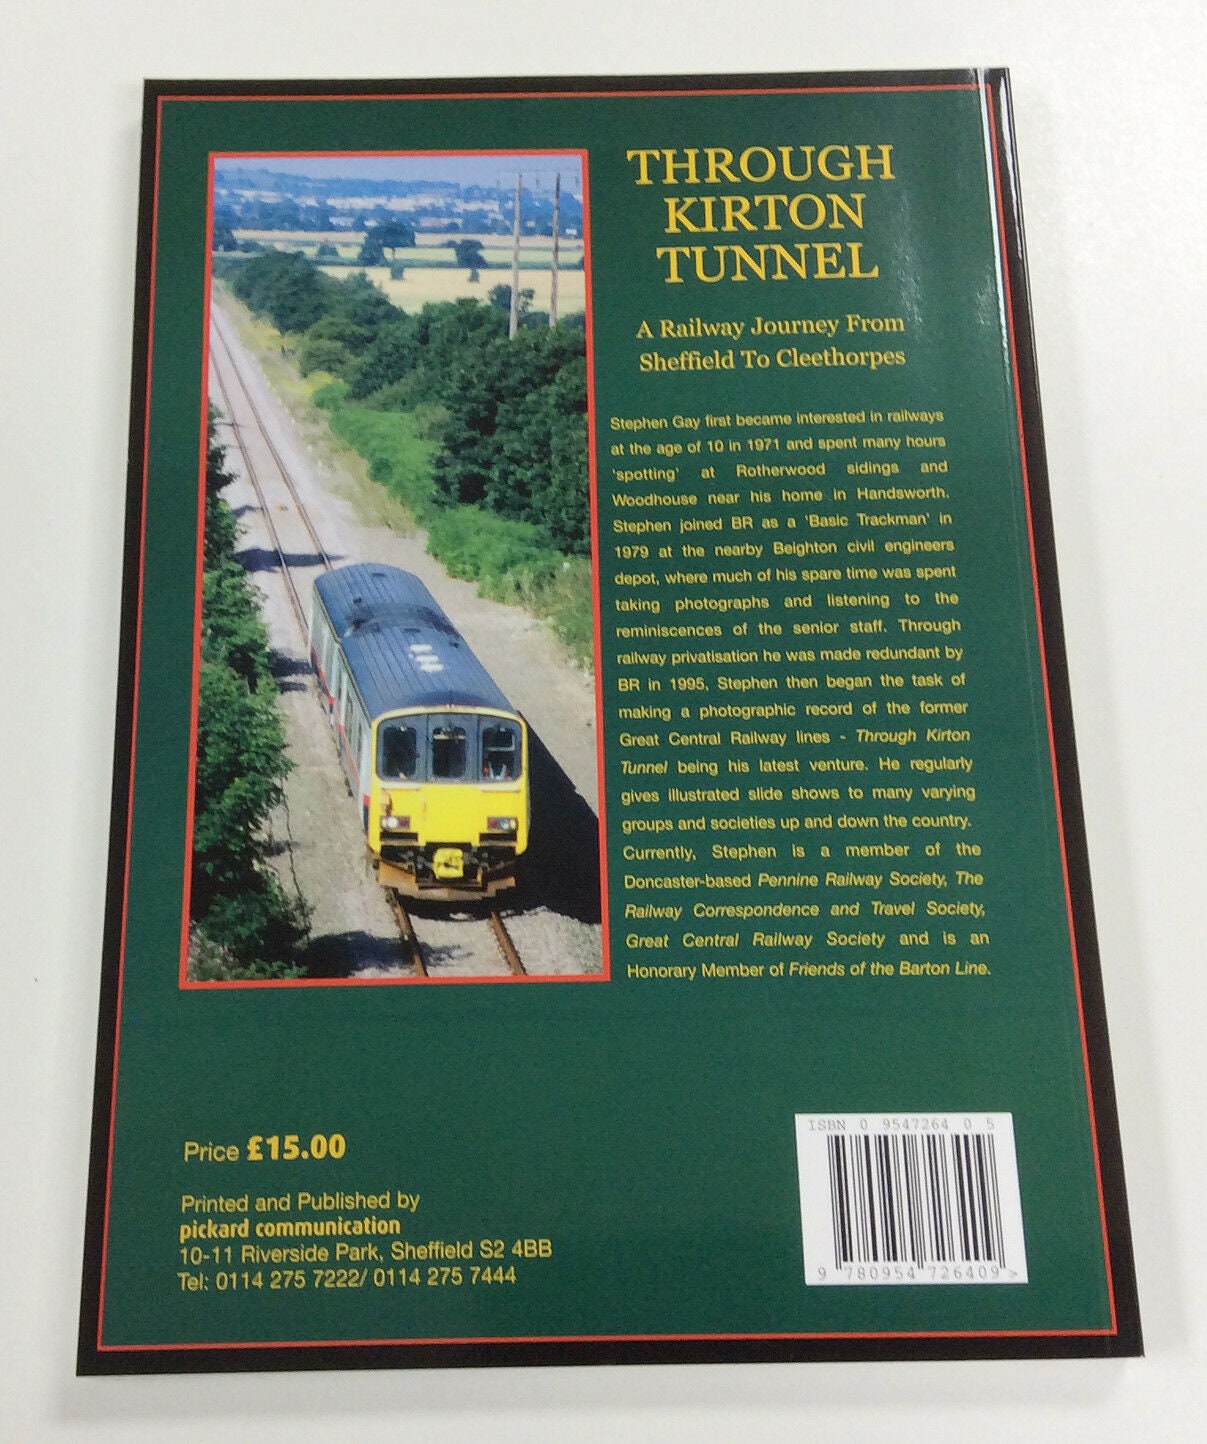 THROUGH
KIRTON
TUNNEL
A Railway Journey From
Sheffield To Cleethorpes
Stephen Gay first became interested in railways
at the age of 10 in 1971 and spent many hours
'spotting' at Rotherwood sidings and
Woodhouse near his home in Handsworth.
Stephen joined BR as a 'Basic Trackman' in
1979 at the nearby Beighton civil engineers
depot, where much of his spare time was spent
taking photographs and listening to the
reminiscences of the senior staff. Through
railway privatisation he was made redundant by
BR in 1995, Stephen then began the task of
making a photographic record of the former
Great Central Railway lines - Through Kirton
Tunnel being his latest venture. He regularly
gives illustrated slide shows to many varying
groups and societies up and down the country.
Currently, Stephen is a member of the
Doncaster-based Pennine Railway Society, The
Railway Correspondence and Travel Society,
Great Central Railway Society and is an
Honorary Member of Friends of the Barton Line.
Price £15.00
Printed and Published by
pickard communication
10-11 Riverside Park, Sheffield S2 4BB
Tel: 0114 275 7222/ 0114 275 7444
ISBN 0 9547264 0 5
9 780954 726409 >